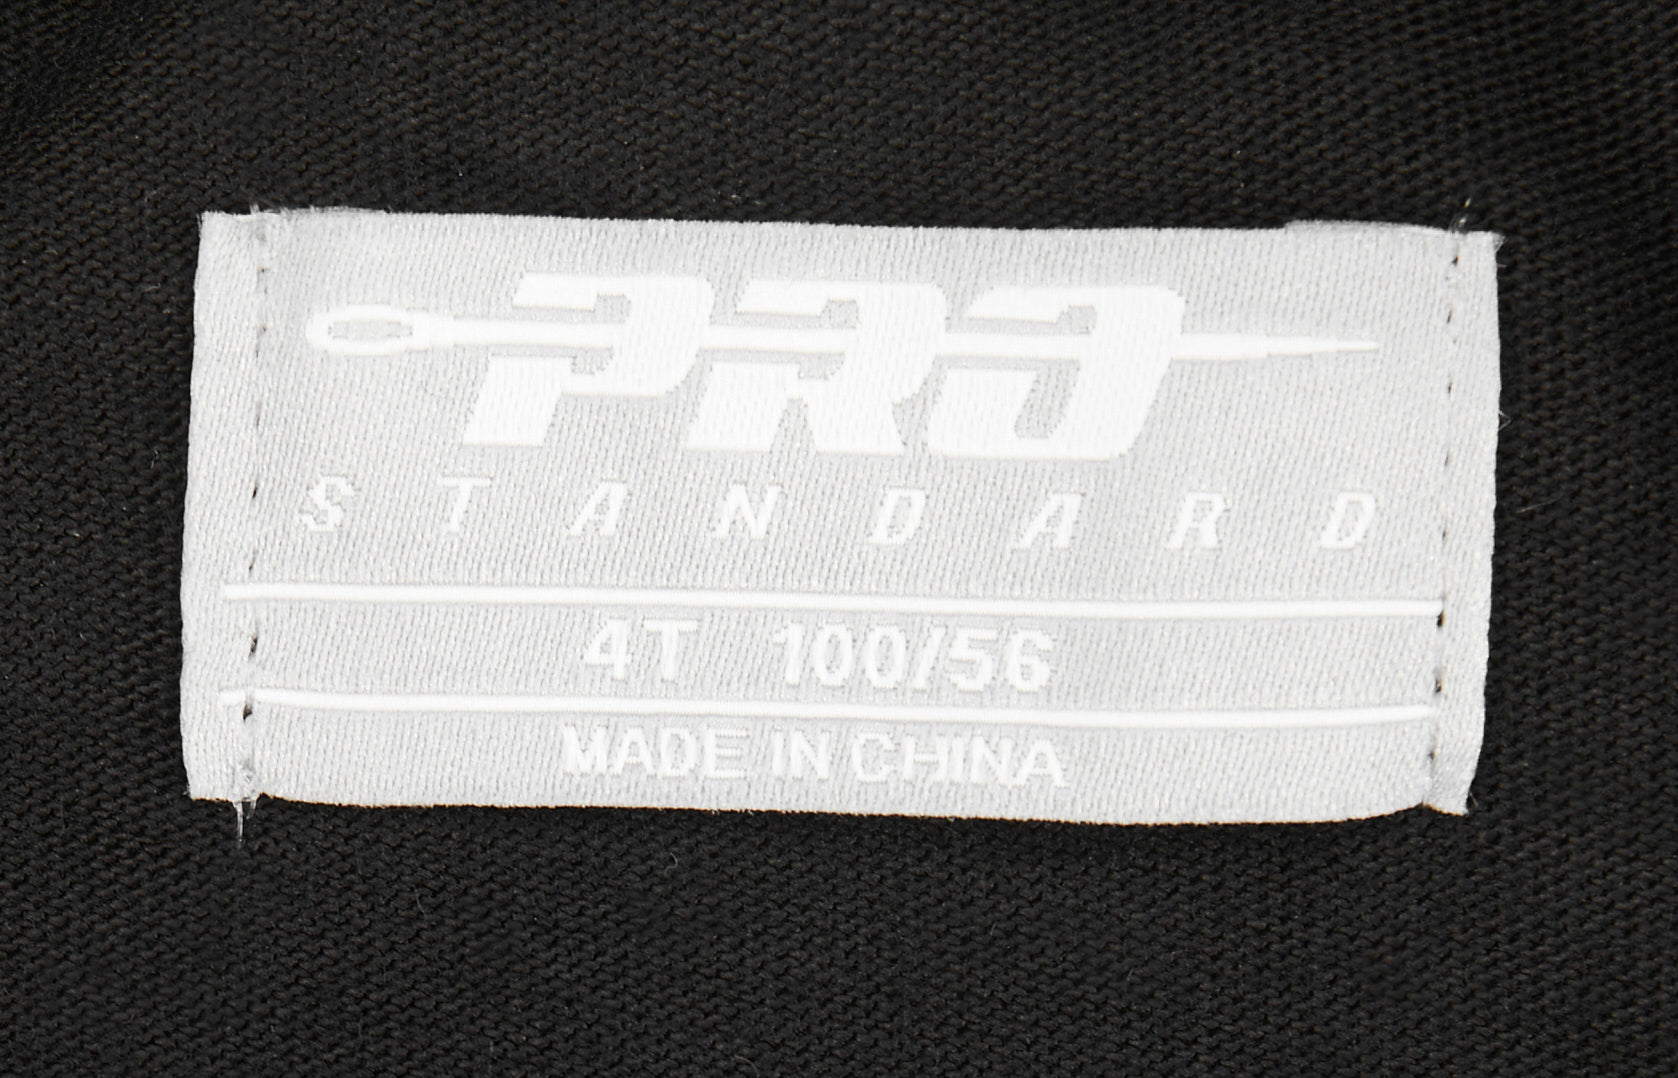 PRO
STANDARD
4T 100/56
MADE IN CHINA